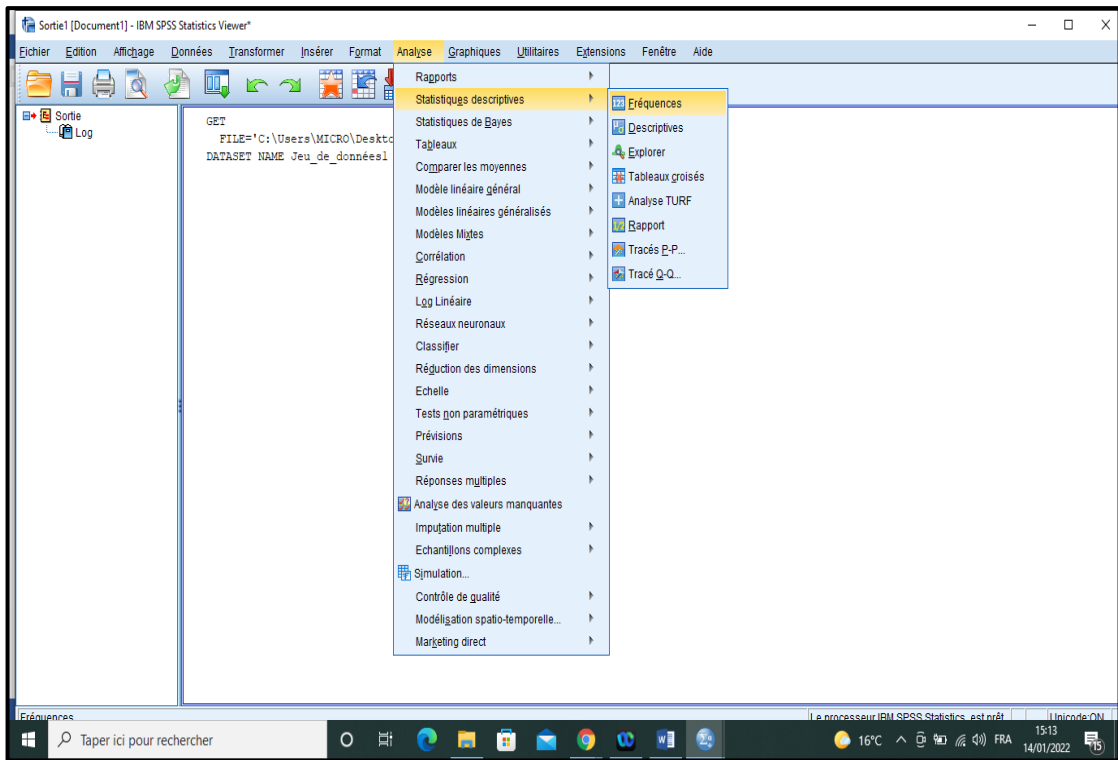 Sortie1 [Document1] - IBM SPSS Statistics Viewer*
Fichier Edition Affichage Données Transformer Insérer Format Analyse Graphiques Utilitaires Extensions Fenêtre Aide
Sortie
Log
GET
FILE='C:\Users\MICRO\Deskto
DATASET NAME Jeu_de_données1
Rapports
Statistiques descriptives
Statistiques de Bayes
Tableaux
Comparer les moyennes
Modèle linéaire général
Modèles linéaires généralisés
Modèles Mixtes
Corrélation
Régression
Log Linéaire
Réseaux neuronaux
Classifier
Réduction des dimensions
Echelle
Tests non paramétriques
Prévisions
Survie
Réponses multiples
Analyse des valeurs manquantes
Imputation multiple
Echantillons complexes
Simulation...
Contrôle de qualité
Modélisation spatio-temporelle...
Marketing direct
Fréquences
Descriptives
Explorer
Tableaux croisés
Analyse TURF
Rapport
Tracés P-P...
Tracé Q-Q...
Fréquences
Le processeur IBM SPSS Statistics est prêt
Unicode:ON
Taper ici pour rechercher
16°C
FRA
15:13
14/01/2022
15